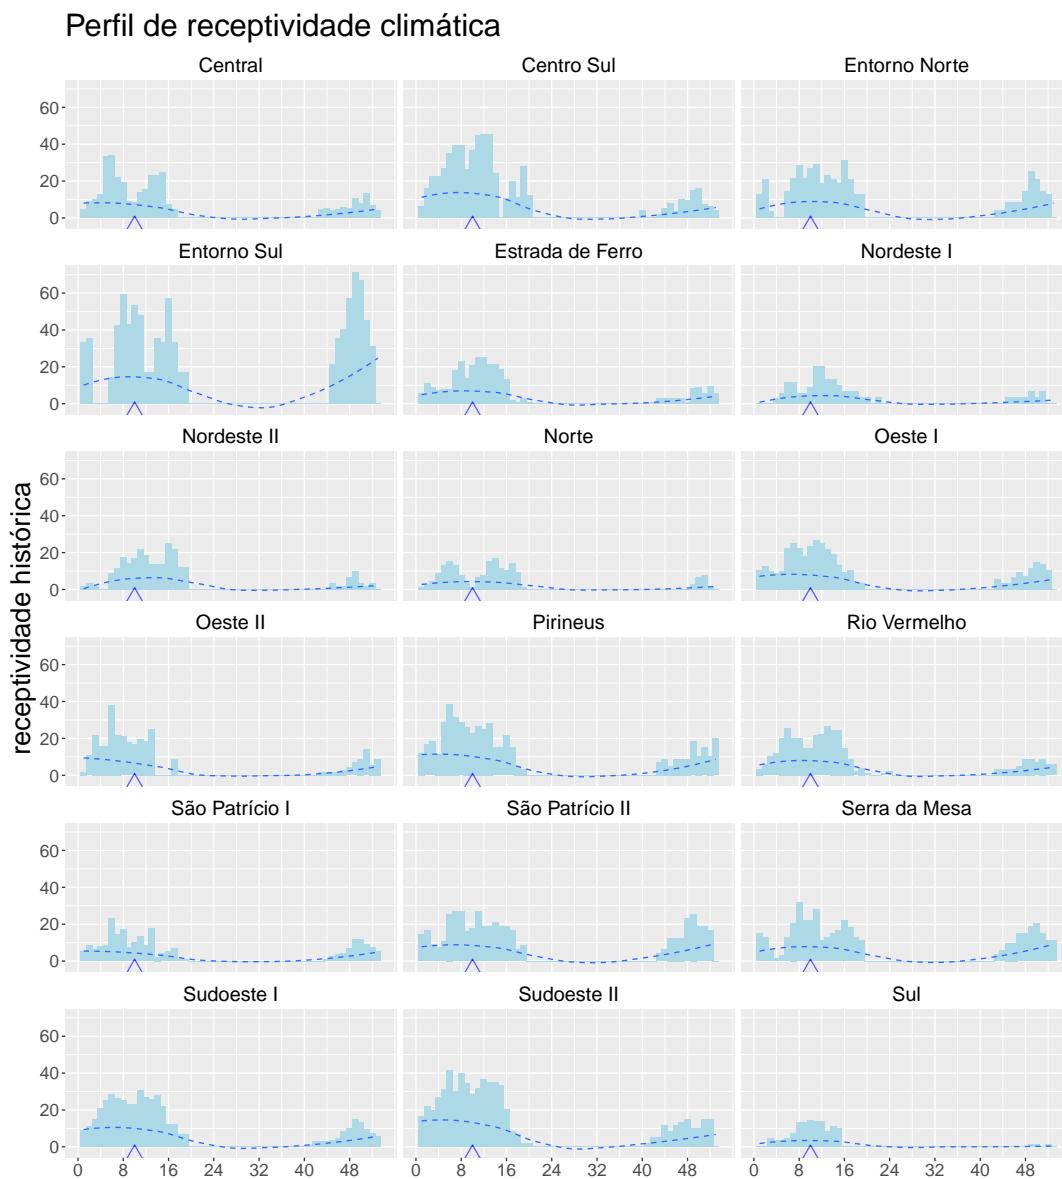 Perfil de receptividade climática
Central Centro Sul Entorno Norte
60
40
20
0
Entorno Sul Estrada de Ferro Nordeste I
60
40
20
0
Nordeste II Norte Oeste I
60
40
20
0
receptividade histórica
Oeste II Pirineus Rio Vermelho
60
40
20
0
São Patrício I São Patrício II Serra da Mesa
60
40
20
0
Sudoeste I Sudoeste II Sul
60
40
20
0
0 8 16 24 32 40 48 0 8 16 24 32 40 48 0 8 16 24 32 40 48